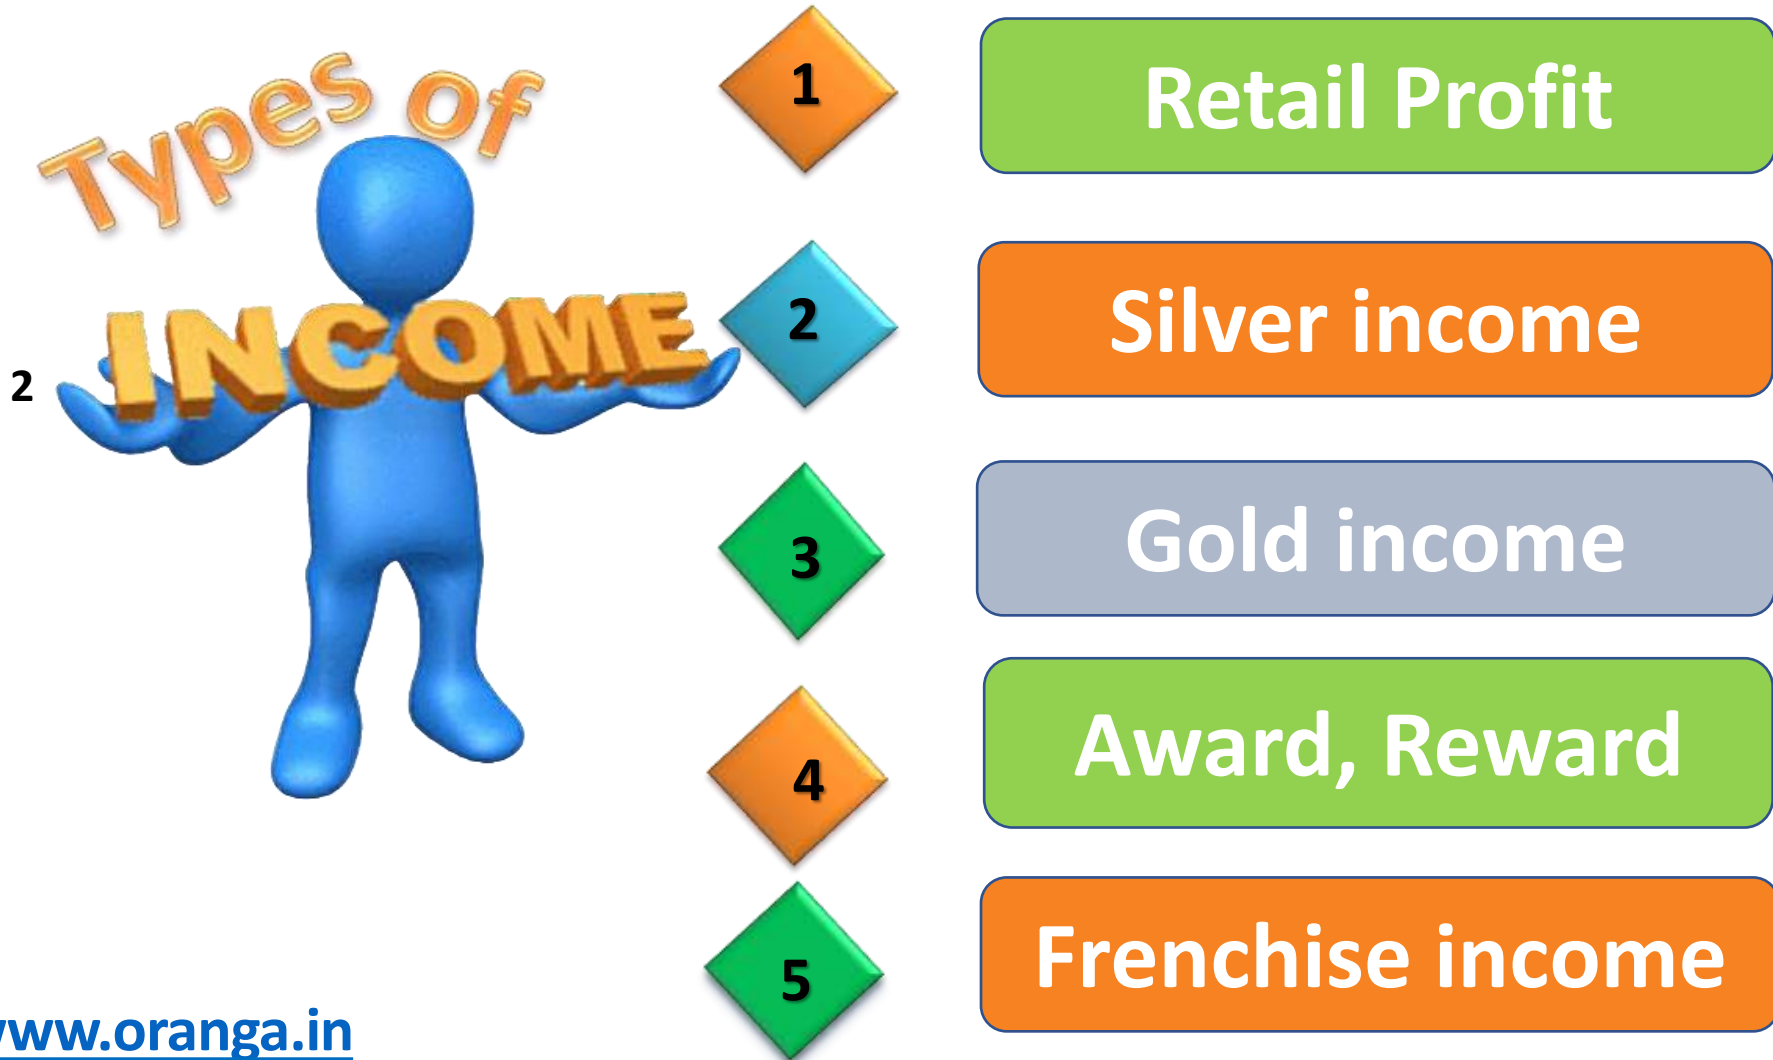 Types of
INCOME
2
1
Retail Profit
2
Silver income
3
Gold income
4
Award, Reward
5
Frenchise income
www.oranga.in